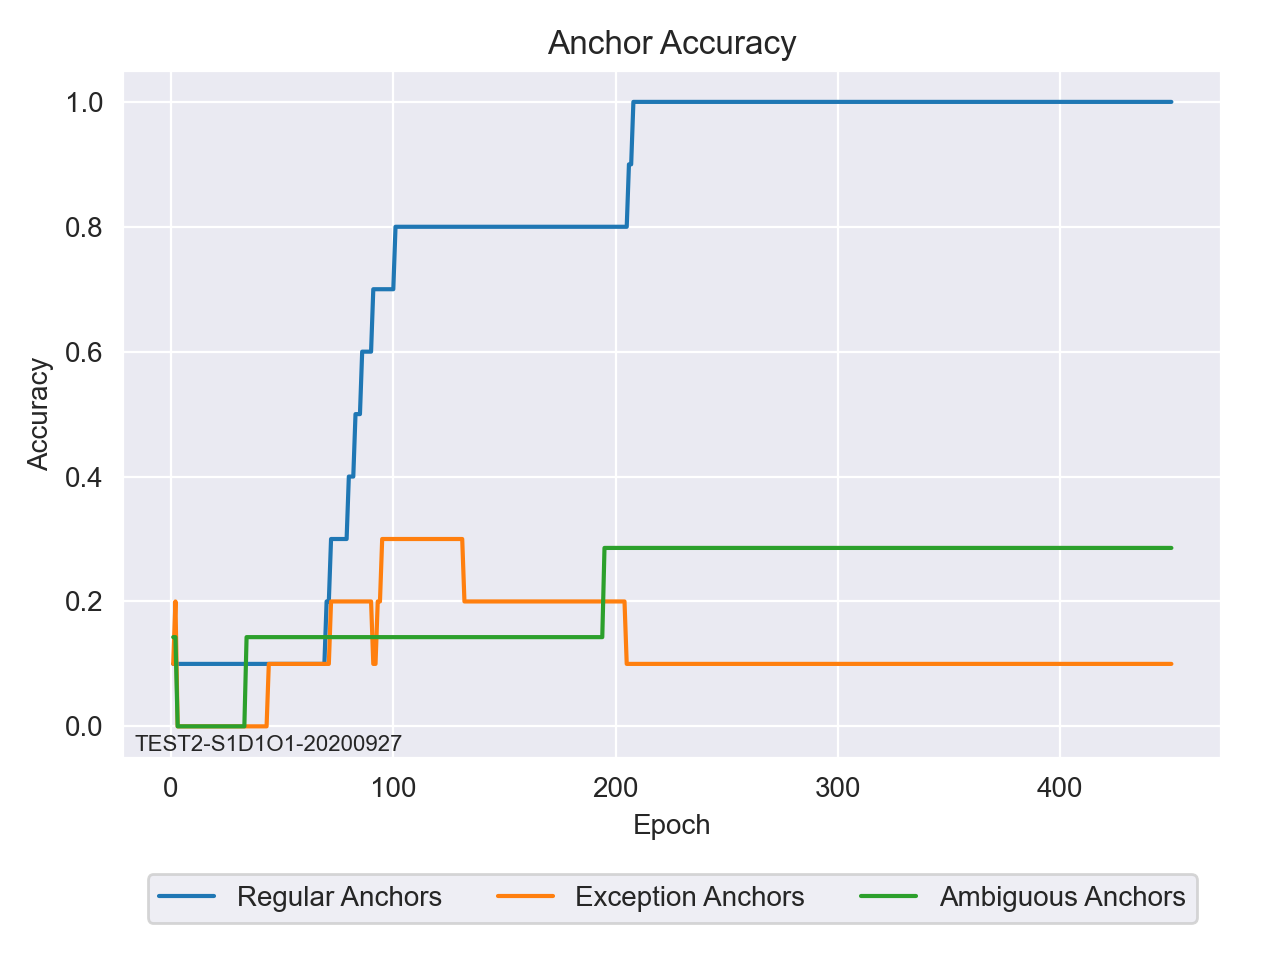 Anchor Accuracy
Accuracy
1.0
0.8
0.6
0.4
0.2
0.0
TEST2-S1D1O1-20200927
0 100 200 300 400
Epoch
Regular Anchors Exception Anchors Ambiguous Anchors